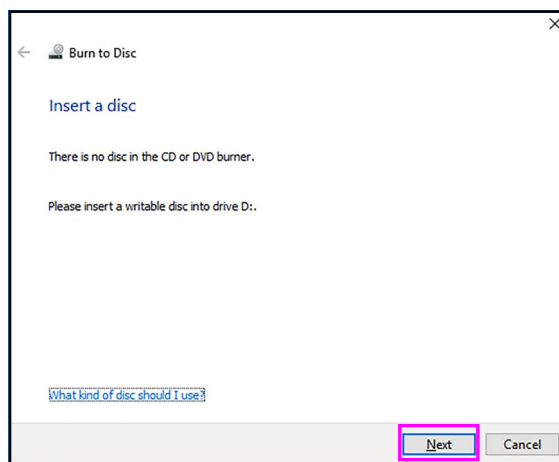 Burn to Disc
Insert a disc
There is no disc in the CD or DVD burner.
Please insert a writable disc into drive D:.
What kind of disc should I use?
Next Cancel